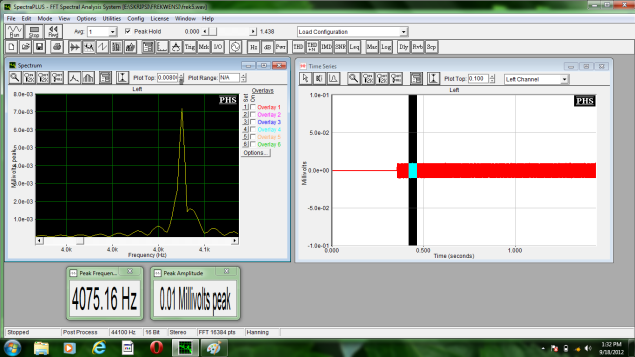 SpectraPLUS - FFT Spectral Analysis System [E:\SKRIPSI\FREKWENSI\frek3.wav]
File Edit Mode View Options Utilities Config License Help
Run Stop Rec Avg: 1 Peak Hold 0.000 1.438 Load Configuration
Trig Mrk I/O Hz dB Pwr THD THD+N IMD SNR Leq Mac Log Dly Rvb Scp
Spectrum
Plot Top: 0.00800 Plot Range: N/A
Left
PHS
8.0e-03
7.0e-03
6.0e-03
5.0e-03
4.0e-03
3.0e-03
2.0e-03
1.0e-03
Millivolts peak
4.0k 4.0k 4.0k 4.1k
Frequency (Hz)
Overlays
Set On
1 Overlay 1
2 Overlay 2
3 Overlay 3
4 Overlay 4
5 Overlay 5
6 Overlay 6
Options...
Time Series
Plot Top: 0.100 Left Channel
Left
PHS
1.0e-01
5.0e-02
0.0e+00
-5.0e-02
-1.0e-01
Millivolts
0.000 0.500 1.000
Time (seconds)
Peak Frequen...
4075.16 Hz
Peak Amplitude
0.01 Millivolts peak
Stopped Post Process 44100 Hz 16 Bit Stereo FFT 16384 pts Hanning
1:32 PM
9/18/2012